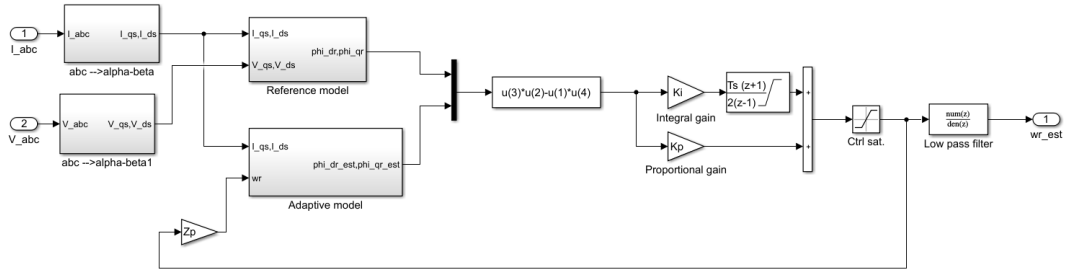 1
I_abc
I_abc
I_qs,I_ds
abc -->alpha-beta
2
V_abc
V_abc
V_qs,V_ds
abc -->alpha-beta1
I_qs,I_ds
V_qs,V_ds
phi_dr,phi_qr
Reference model
I_qs,I_ds
wr
phi_dr_est,phi_qr_est
Adaptive model
Zp
u(3)*u(2)-u(1)*u(4)
Ki
Integral gain
Kp
Proportional gain
Ts (z+1)
2(z-1)
+
+
Ctrl sat.
num(z)
den(z)
Low pass filter
1
wr_est